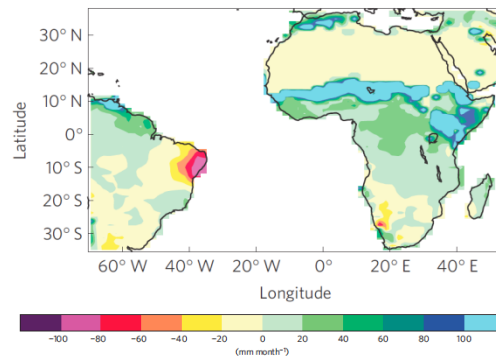 30° N
20° N
10° N
0°
10° S
20° S
30° S
Latitude
60° W 40° W 20° W 0° 20° E 40° E
Longitude
−100 −80 −60 −40 −20 0 20 40 60 80 100
(mm month⁻¹)